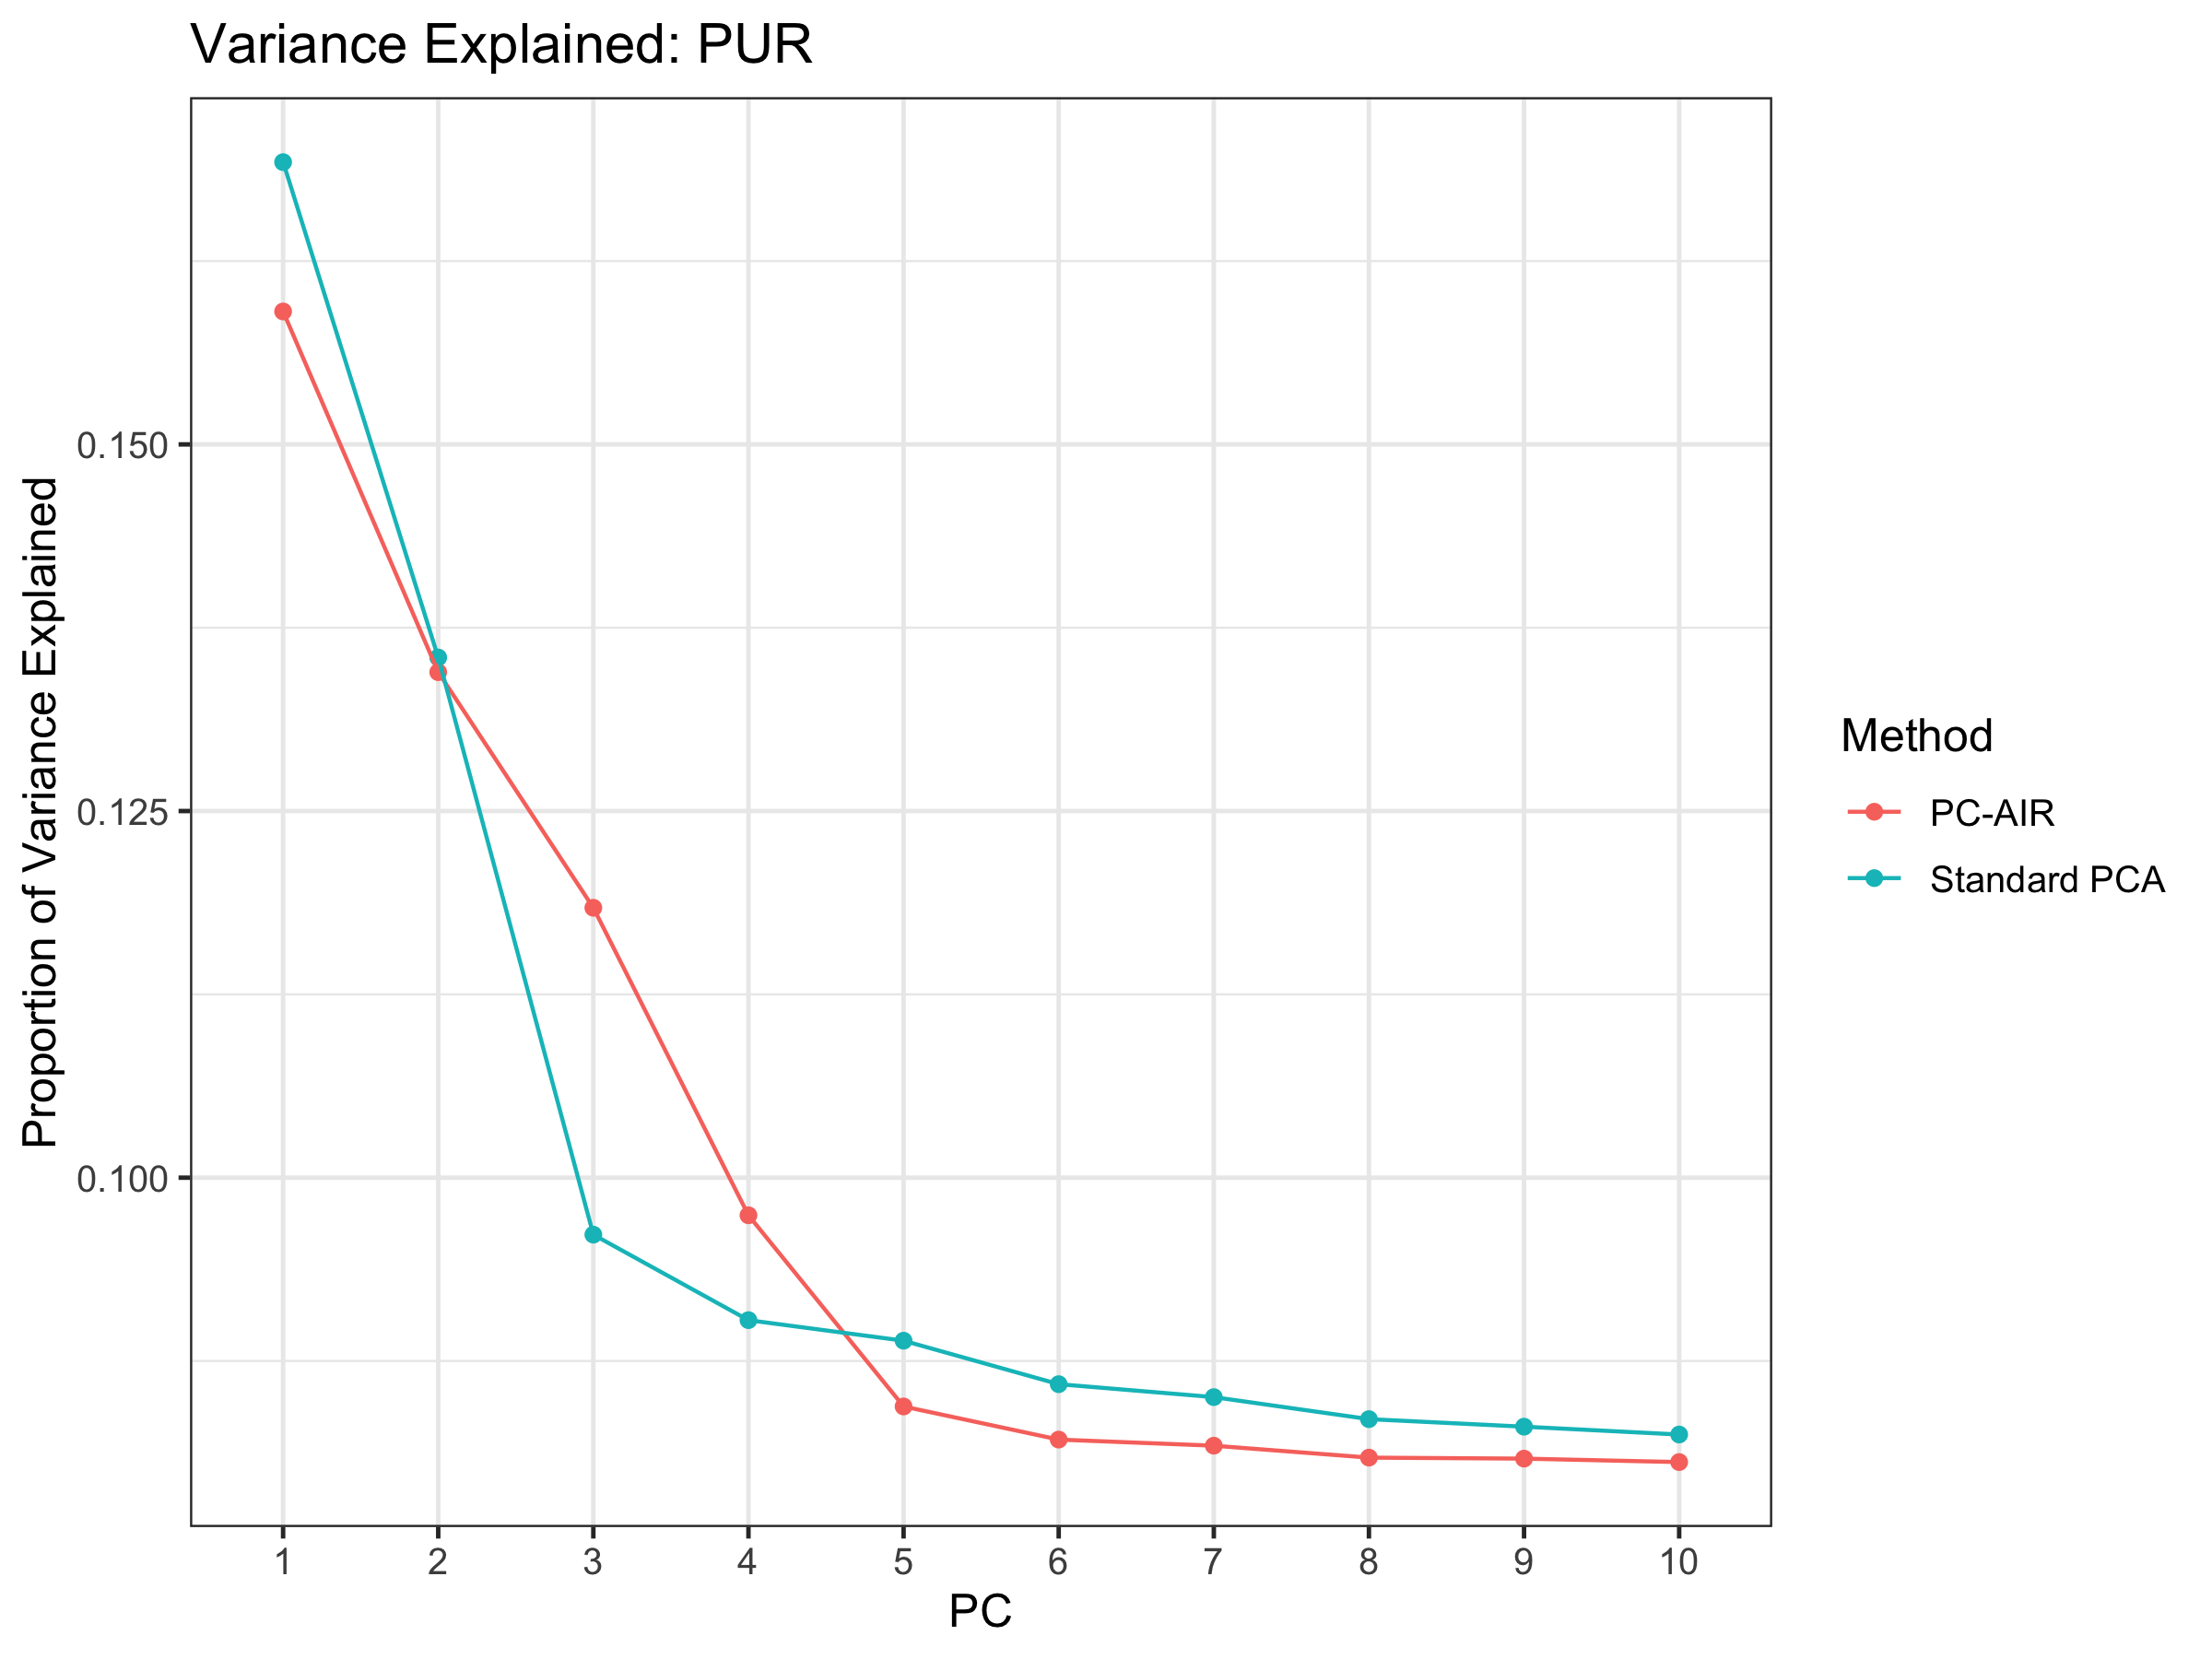 Variance Explained: PUR
Proportion of Variance Explained
0.150
0.125
0.100
1 2 3 4 5 6 7 8 9 10
PC
Method
PC-AIR
Standard PCA